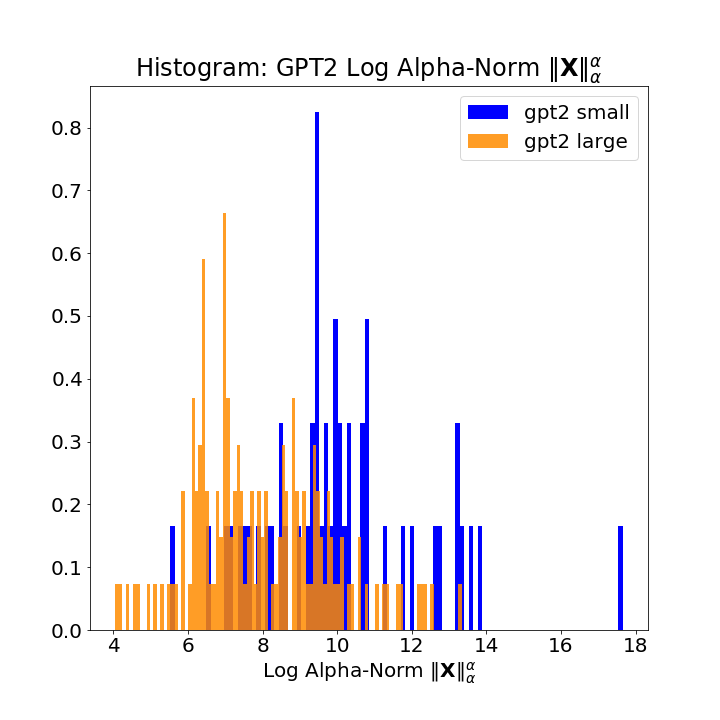 Histogram: GPT2 Log Alpha-Norm ‖X‖αα
gpt2 small
gpt2 large
0.8
0.7
0.6
0.5
0.4
0.3
0.2
0.1
0.0
4 6 8 10 12 14 16 18
Log Alpha-Norm ‖X‖αα